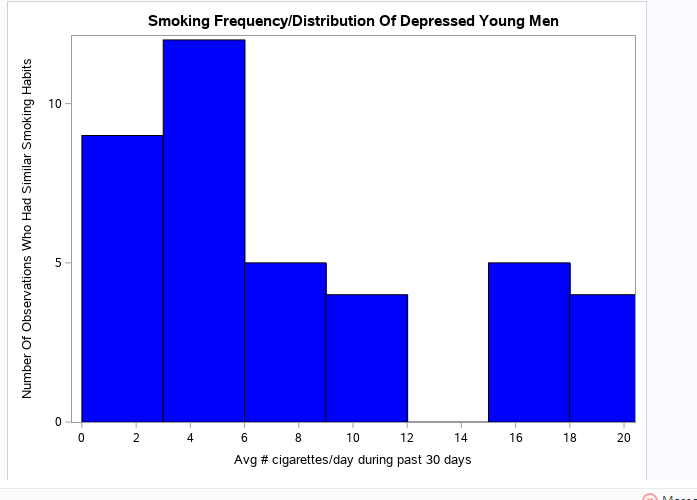 Smoking Frequency/Distribution Of Depressed Young Men
Number Of Observations Who Had Similar Smoking Habits
10
5
0
0 2 4 6 8 10 12 14 16 18 20
Avg # cigarettes/day during past 30 days